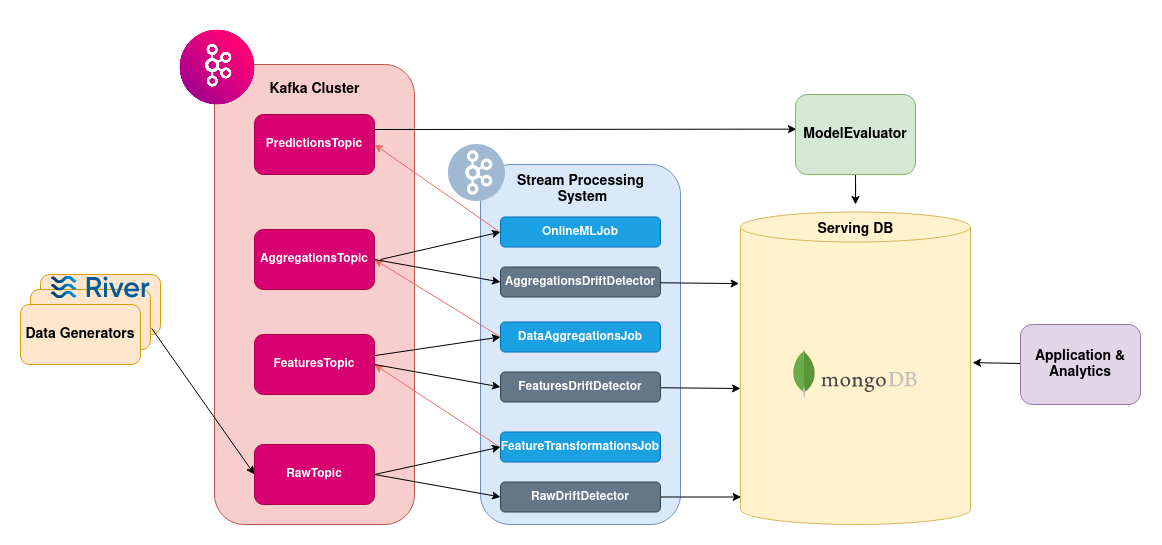 Kafka Cluster
PredictionsTopic
AggregationsTopic
FeaturesTopic
RawTopic
River
Data Generators
Stream Processing
System
OnlineMLJob
AggregationsDriftDetector
DataAggregationsJob
FeaturesDriftDetector
FeatureTransformationsJob
RawDriftDetector
ModelEvaluator
Serving DB
mongoDB
Application &
Analytics